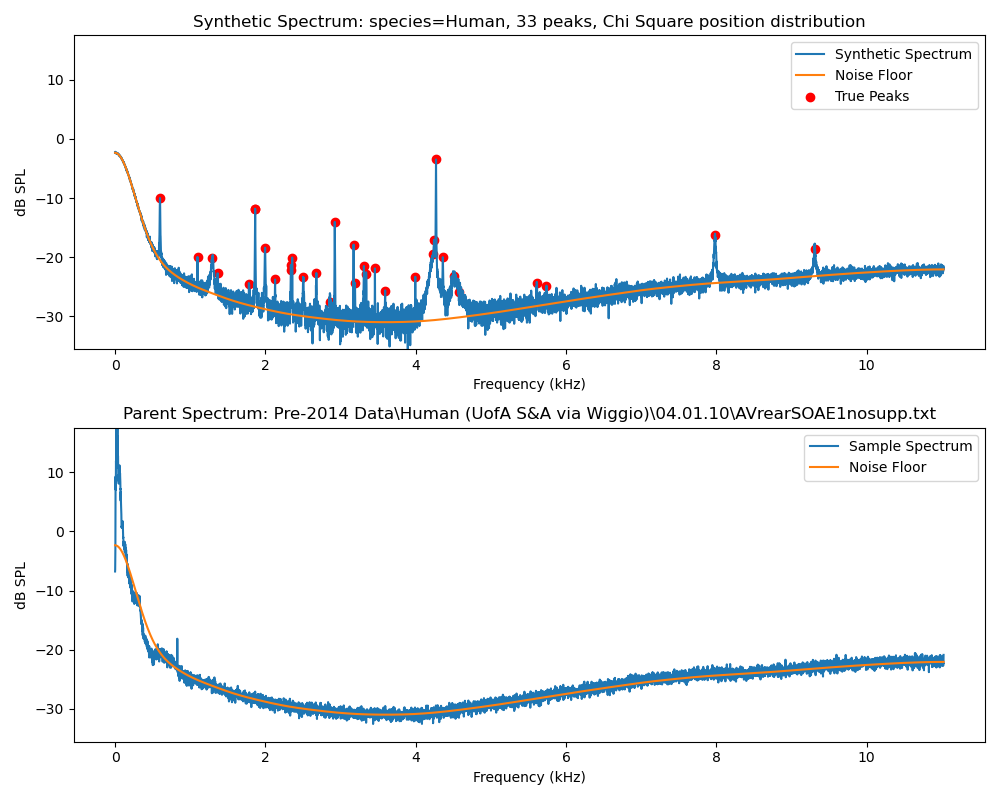 Synthetic Spectrum: species=Human, 33 peaks, Chi Square position distribution
Synthetic Spectrum
Noise Floor
True Peaks
dB SPL
10
0
−10
−20
−30
0 2 4 6 8 10
Frequency (kHz)
Parent Spectrum: Pre-2014 Data\Human (UofA S&A via Wiggio)\04.01.10\AVrearSOAE1nosupp.txt
Sample Spectrum
Noise Floor
dB SPL
10
0
−10
−20
−30
0 2 4 6 8 10
Frequency (kHz)